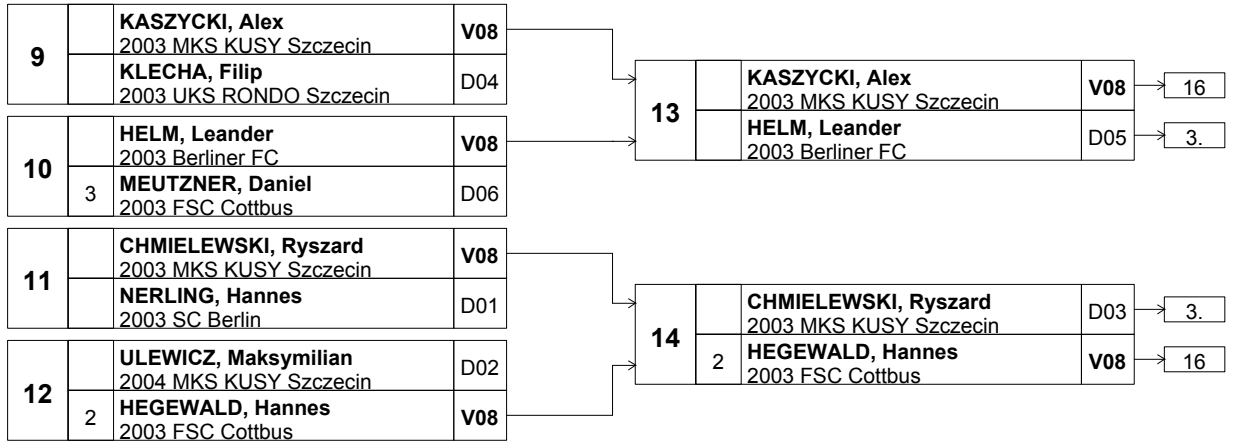 9
KASZYCKI, Alex
2003 MKS KUSY Szczecin
V08
KLECHA, Filip
2003 UKS RONDO Szczecin
D04
10
HELM, Leander
2003 Berliner FC
V08
3
MEUTZNER, Daniel
2003 FSC Cottbus
D06
11
CHMIELEWSKI, Ryszard
2003 MKS KUSY Szczecin
V08
NERLING, Hannes
2003 SC Berlin
D01
12
ULEWICZ, Maksymilian
2004 MKS KUSY Szczecin
D02
2
HEGEWALD, Hannes
2003 FSC Cottbus
V08
13
KASZYCKI, Alex
2003 MKS KUSY Szczecin
V08
16
HELM, Leander
2003 Berliner FC
D05
3.
14
CHMIELEWSKI, Ryszard
2003 MKS KUSY Szczecin
D03
3.
2
HEGEWALD, Hannes
2003 FSC Cottbus
V08
16